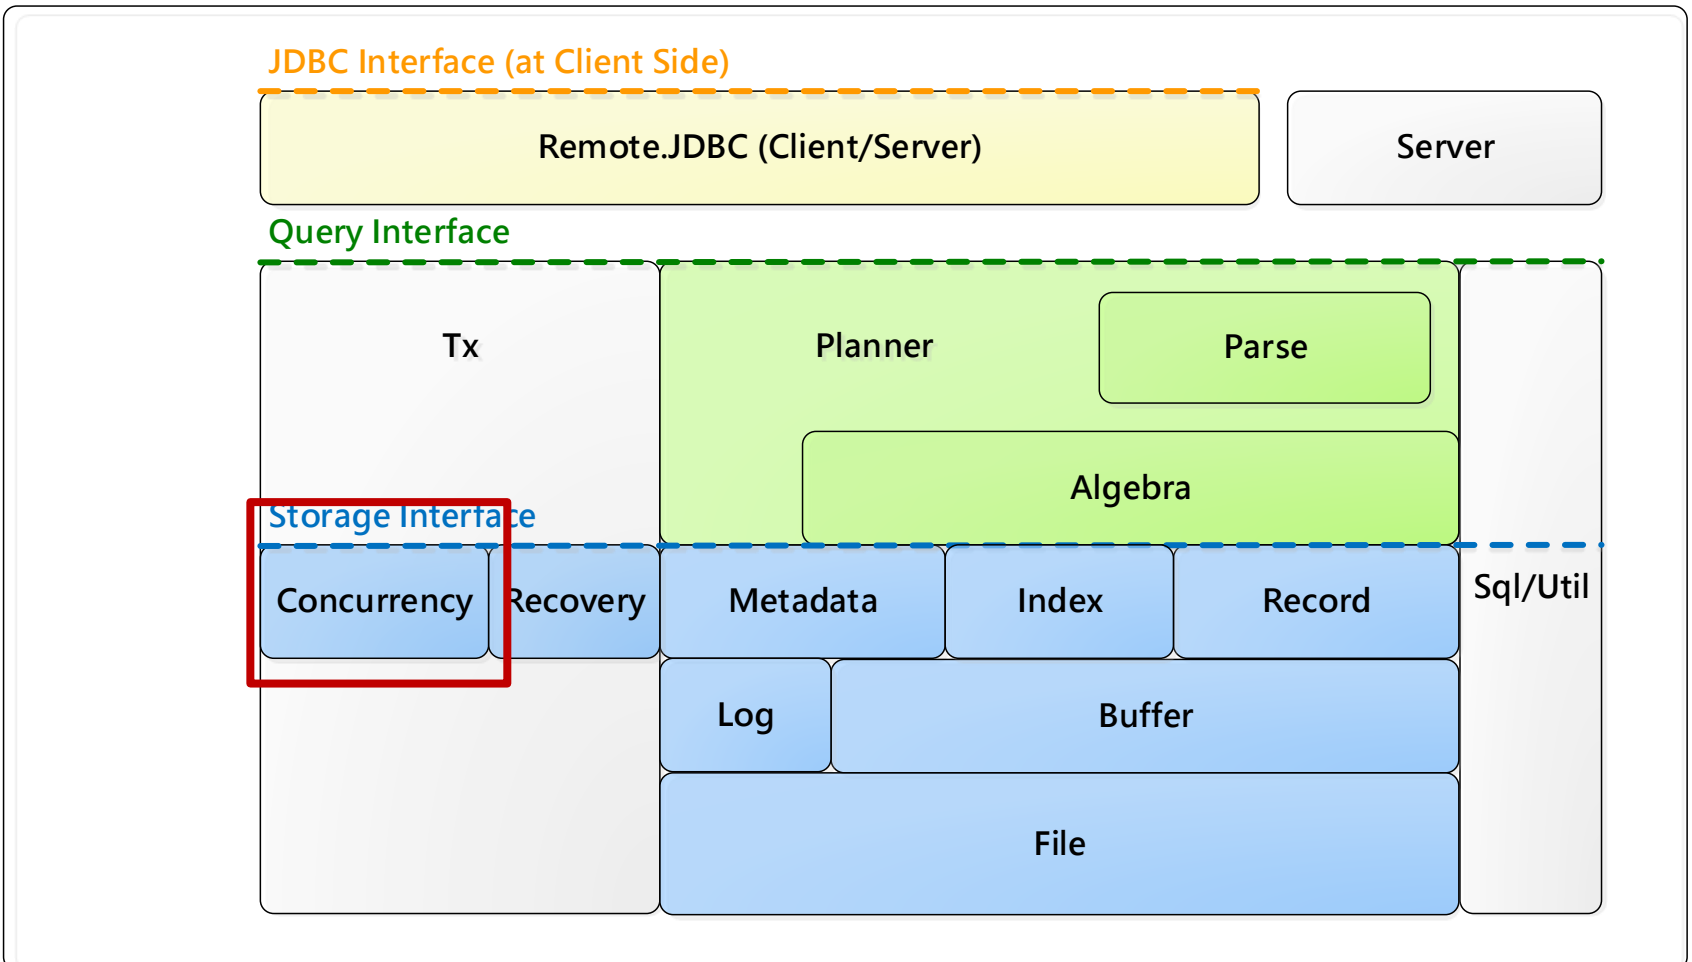 JDBC Interface (at Client Side)
Remote.JDBC (Client/Server)
Server
Query Interface
Tx
Planner
Parse
Algebra
Storage Interface
Concurrency
Recovery
Metadata
Index
Record
Sql/Util
Log
Buffer
File